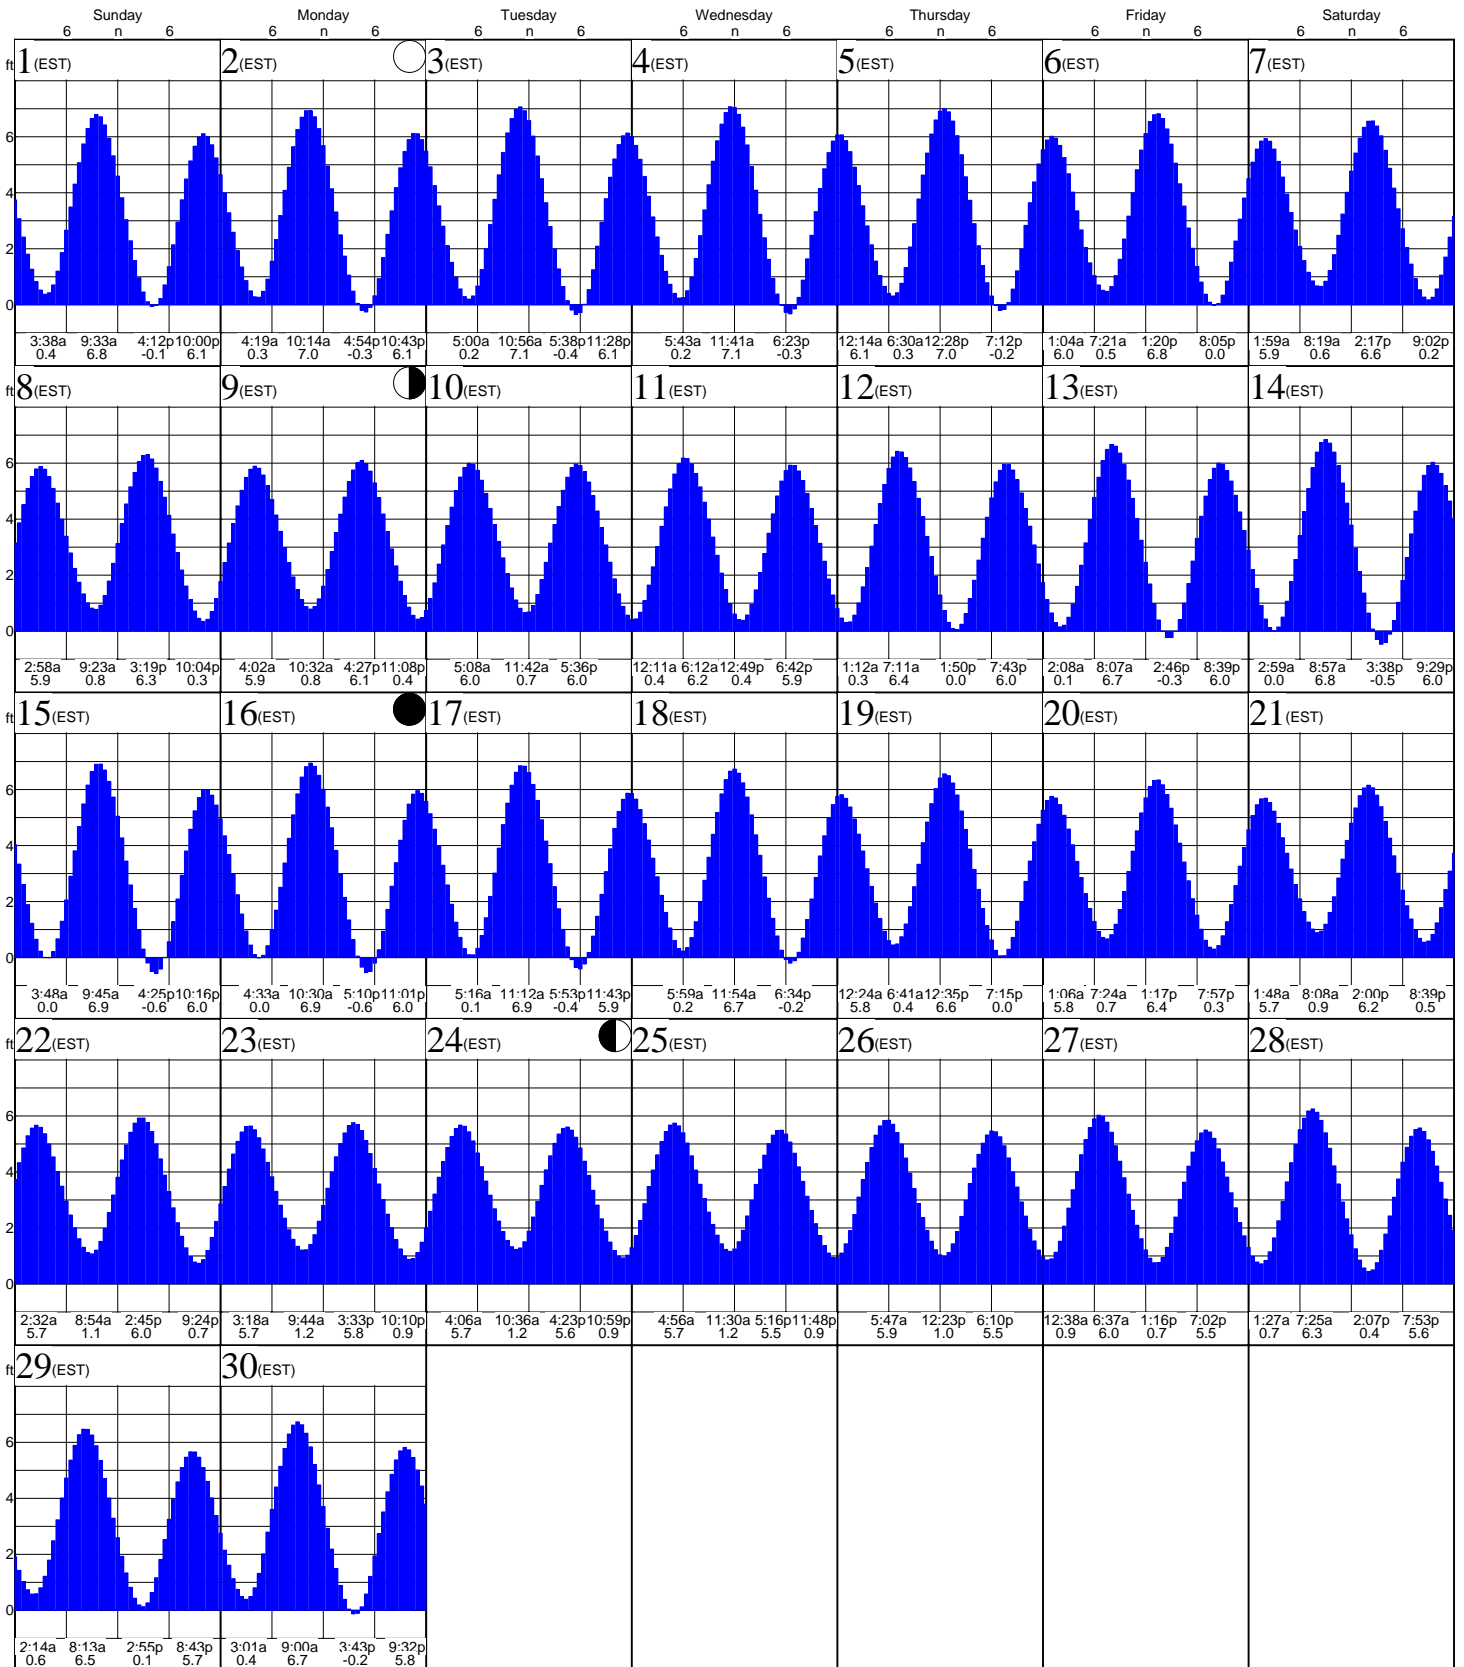 Sunday Monday Tuesday Wednesday Thursday Friday Saturday
6 n 6 6 n 6 6 n 6 6 n 6 6 n 6 6 n 6 6 n 6
ft 1(EST) 2(EST) 3(EST) 4(EST) 5(EST) 6(EST) 7(EST)
6
4
2
0
3:38a 9:33a 4:12p 10:00p 4:19a 10:14a 4:54p 10:43p 5:00a 10:56a 5:38p 11:28p 5:43a 11:41a 6:23p 12:14a 6:30a 12:28p 7:12p 1:04a 7:21a 1:20p 8:05p 1:59a 8:19a 2:17p 9:02p
0.4 6.8 -0.1 6.1 0.3 7.0 -0.3 6.1 0.2 7.1 -0.4 6.1 0.2 7.1 -0.3 6.1 0.3 7.0 -0.2 6.0 0.5 6.8 0.0 5.9 0.6 6.6 0.2
ft 8(EST) 9(EST) 10(EST) 11(EST) 12(EST) 13(EST) 14(EST)
6
4
2
0
2:58a 9:23a 3:19p 10:04p 4:02a 10:32a 4:27p 11:08p 5:08a 11:42a 5:36p 12:11a 6:12a 12:49p 6:42p 1:12a 7:11a 1:50p 7:43p 2:08a 8:07a 2:46p 8:39p 2:59a 8:57a 3:38p 9:29p
5.9 0.8 6.3 0.3 5.9 0.8 6.1 0.4 6.0 0.7 6.0 0.4 6.2 0.4 5.9 0.3 6.4 0.0 6.0 0.1 6.7 -0.3 6.0 0.0 6.8 -0.5 6.0
ft 15(EST) 16(EST) 17(EST) 18(EST) 19(EST) 20(EST) 21(EST)
6
4
2
0
3:48a 9:45a 4:25p 10:16p 4:33a 10:30a 5:10p 11:01p 5:16a 11:12a 5:53p 11:43p 5:59a 11:54a 6:34p 12:24a 6:41a 12:35p 7:15p 1:06a 7:24a 1:17p 7:57p 1:48a 8:08a 2:00p 8:39p
0.0 6.9 -0.6 6.0 0.0 6.9 -0.6 6.0 0.1 6.9 -0.4 5.9 0.2 6.7 -0.2 5.8 0.4 6.6 0.0 5.8 0.7 6.4 0.3 5.7 0.9 6.2 0.5
ft 22(EST) 23(EST) 24(EST) 25(EST) 26(EST) 27(EST) 28(EST)
6
4
2
0
2:32a 8:54a 2:45p 9:24p 3:18a 9:44a 3:33p 10:10p 4:06a 10:36a 4:23p 10:59p 4:56a 11:30a 5:16p 11:48p 5:47a 12:23p 6:10p 12:38a 6:37a 1:16p 7:02p 1:27a 7:25a 2:07p 7:53p
5.7 1.1 6.0 0.7 5.7 1.2 5.8 0.9 5.7 1.2 5.6 0.9 5.7 1.2 5.5 0.9 5.9 1.0 5.5 0.9 6.0 0.7 5.5 0.7 6.3 0.4 5.6
ft 29(EST) 30(EST)
6
4
2
0
2:14a 8:13a 2:55p 8:43p 3:01a 9:00a 3:43p 9:32p
0.6 6.5 0.1 5.7 0.4 6.7 -0.2 5.8